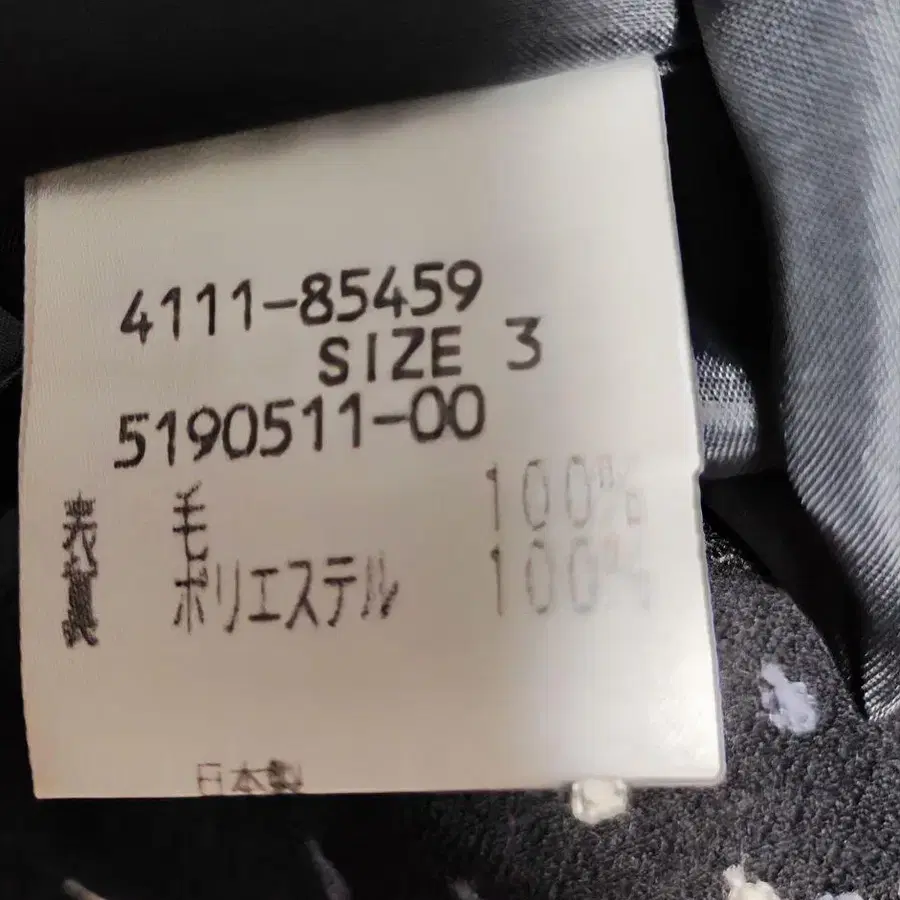 4111-85459
SIZE 3
5190511-00
表 毛 100%
裏 ポリエステル 100%
日本製